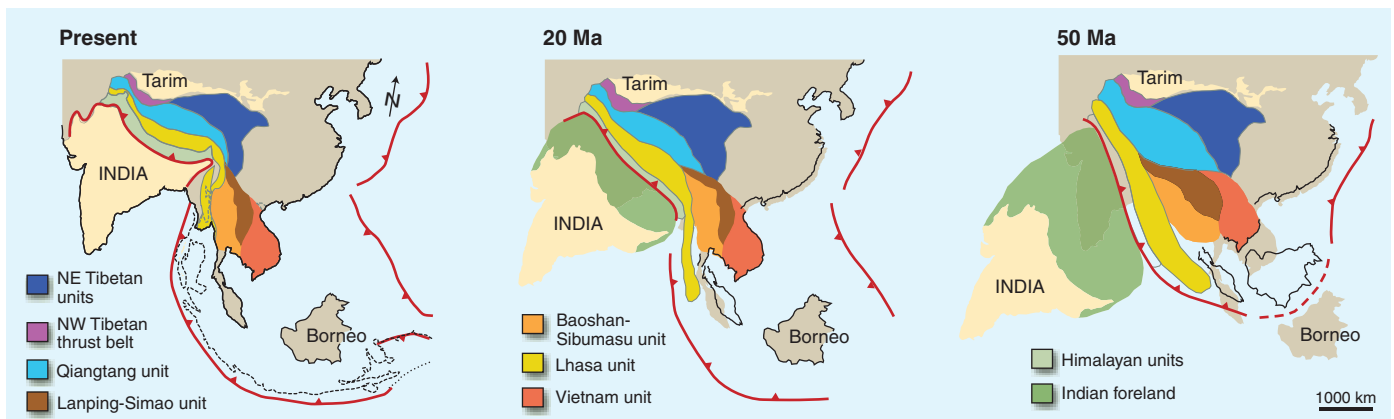 Present
Tarim
N
INDIA
Borneo
NE Tibetan
units
NW Tibetan
thrust belt
Qiangtang unit
Lanping-Simao unit
20 Ma
Tarim
INDIA
Borneo
Baoshan-
Sibumasu unit
Lhasa unit
Vietnam unit
50 Ma
Tarim
INDIA
Borneo
Himalayan units
Indian foreland
1000 km